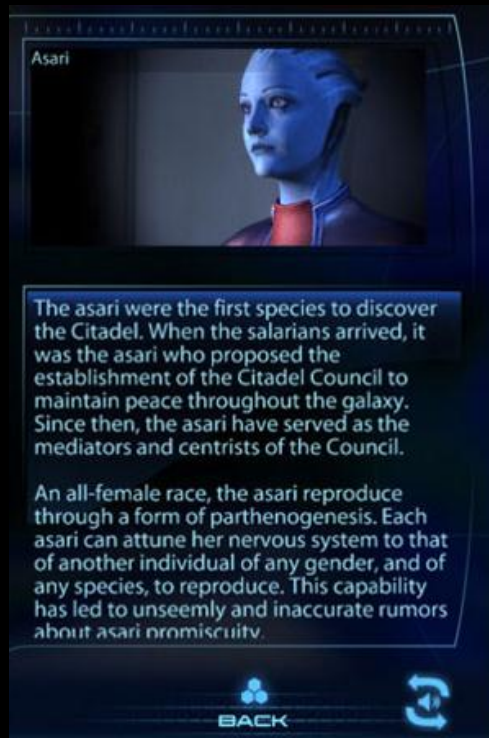 Asari
The asari were the first species to discover
the Citadel. When the salarians arrived, it
was the asari who proposed the
establishment of the Citadel Council to
maintain peace throughout the galaxy.
Since then, the asari have served as the
mediators and centrists of the Council.
An all-female race, the asari reproduce
through a form of parthenogenesis. Each
asari can attune her nervous system to that
of another individual of any gender, and of
any species, to reproduce. This capability
has led to unseemly and inaccurate rumors
about asari promiscuity.
BACK